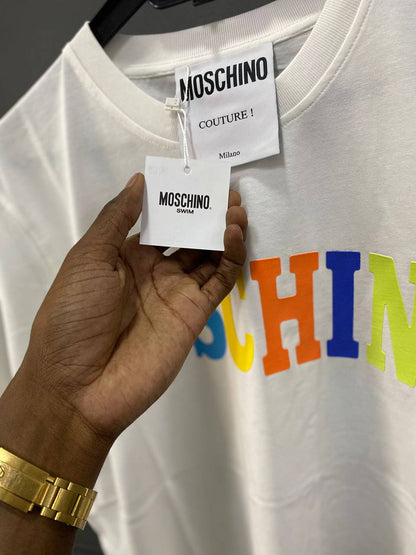 MOSCHINO
COUTURE !
Milano
MOSCHINO.
SWIM
SCHIN